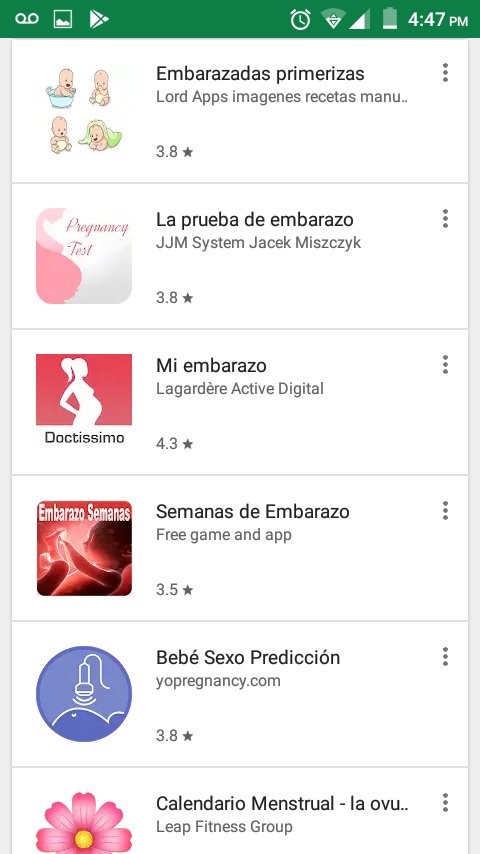 4:47 PM
Embarazadas primerizas
Lord Apps imagenes recetas manu..
3.8
Pregnancy
Test
La prueba de embarazo
JJM System Jacek Miszczyk
3.8
Doctissimo
Mi embarazo
Lagardère Active Digital
4.3
Embarazo Semanas
Semanas de Embarazo
Free game and app
3.5
Bebé Sexo Predicción
yopregnancy.com
3.8
Calendario Menstrual - la ovu..
Leap Fitness Group